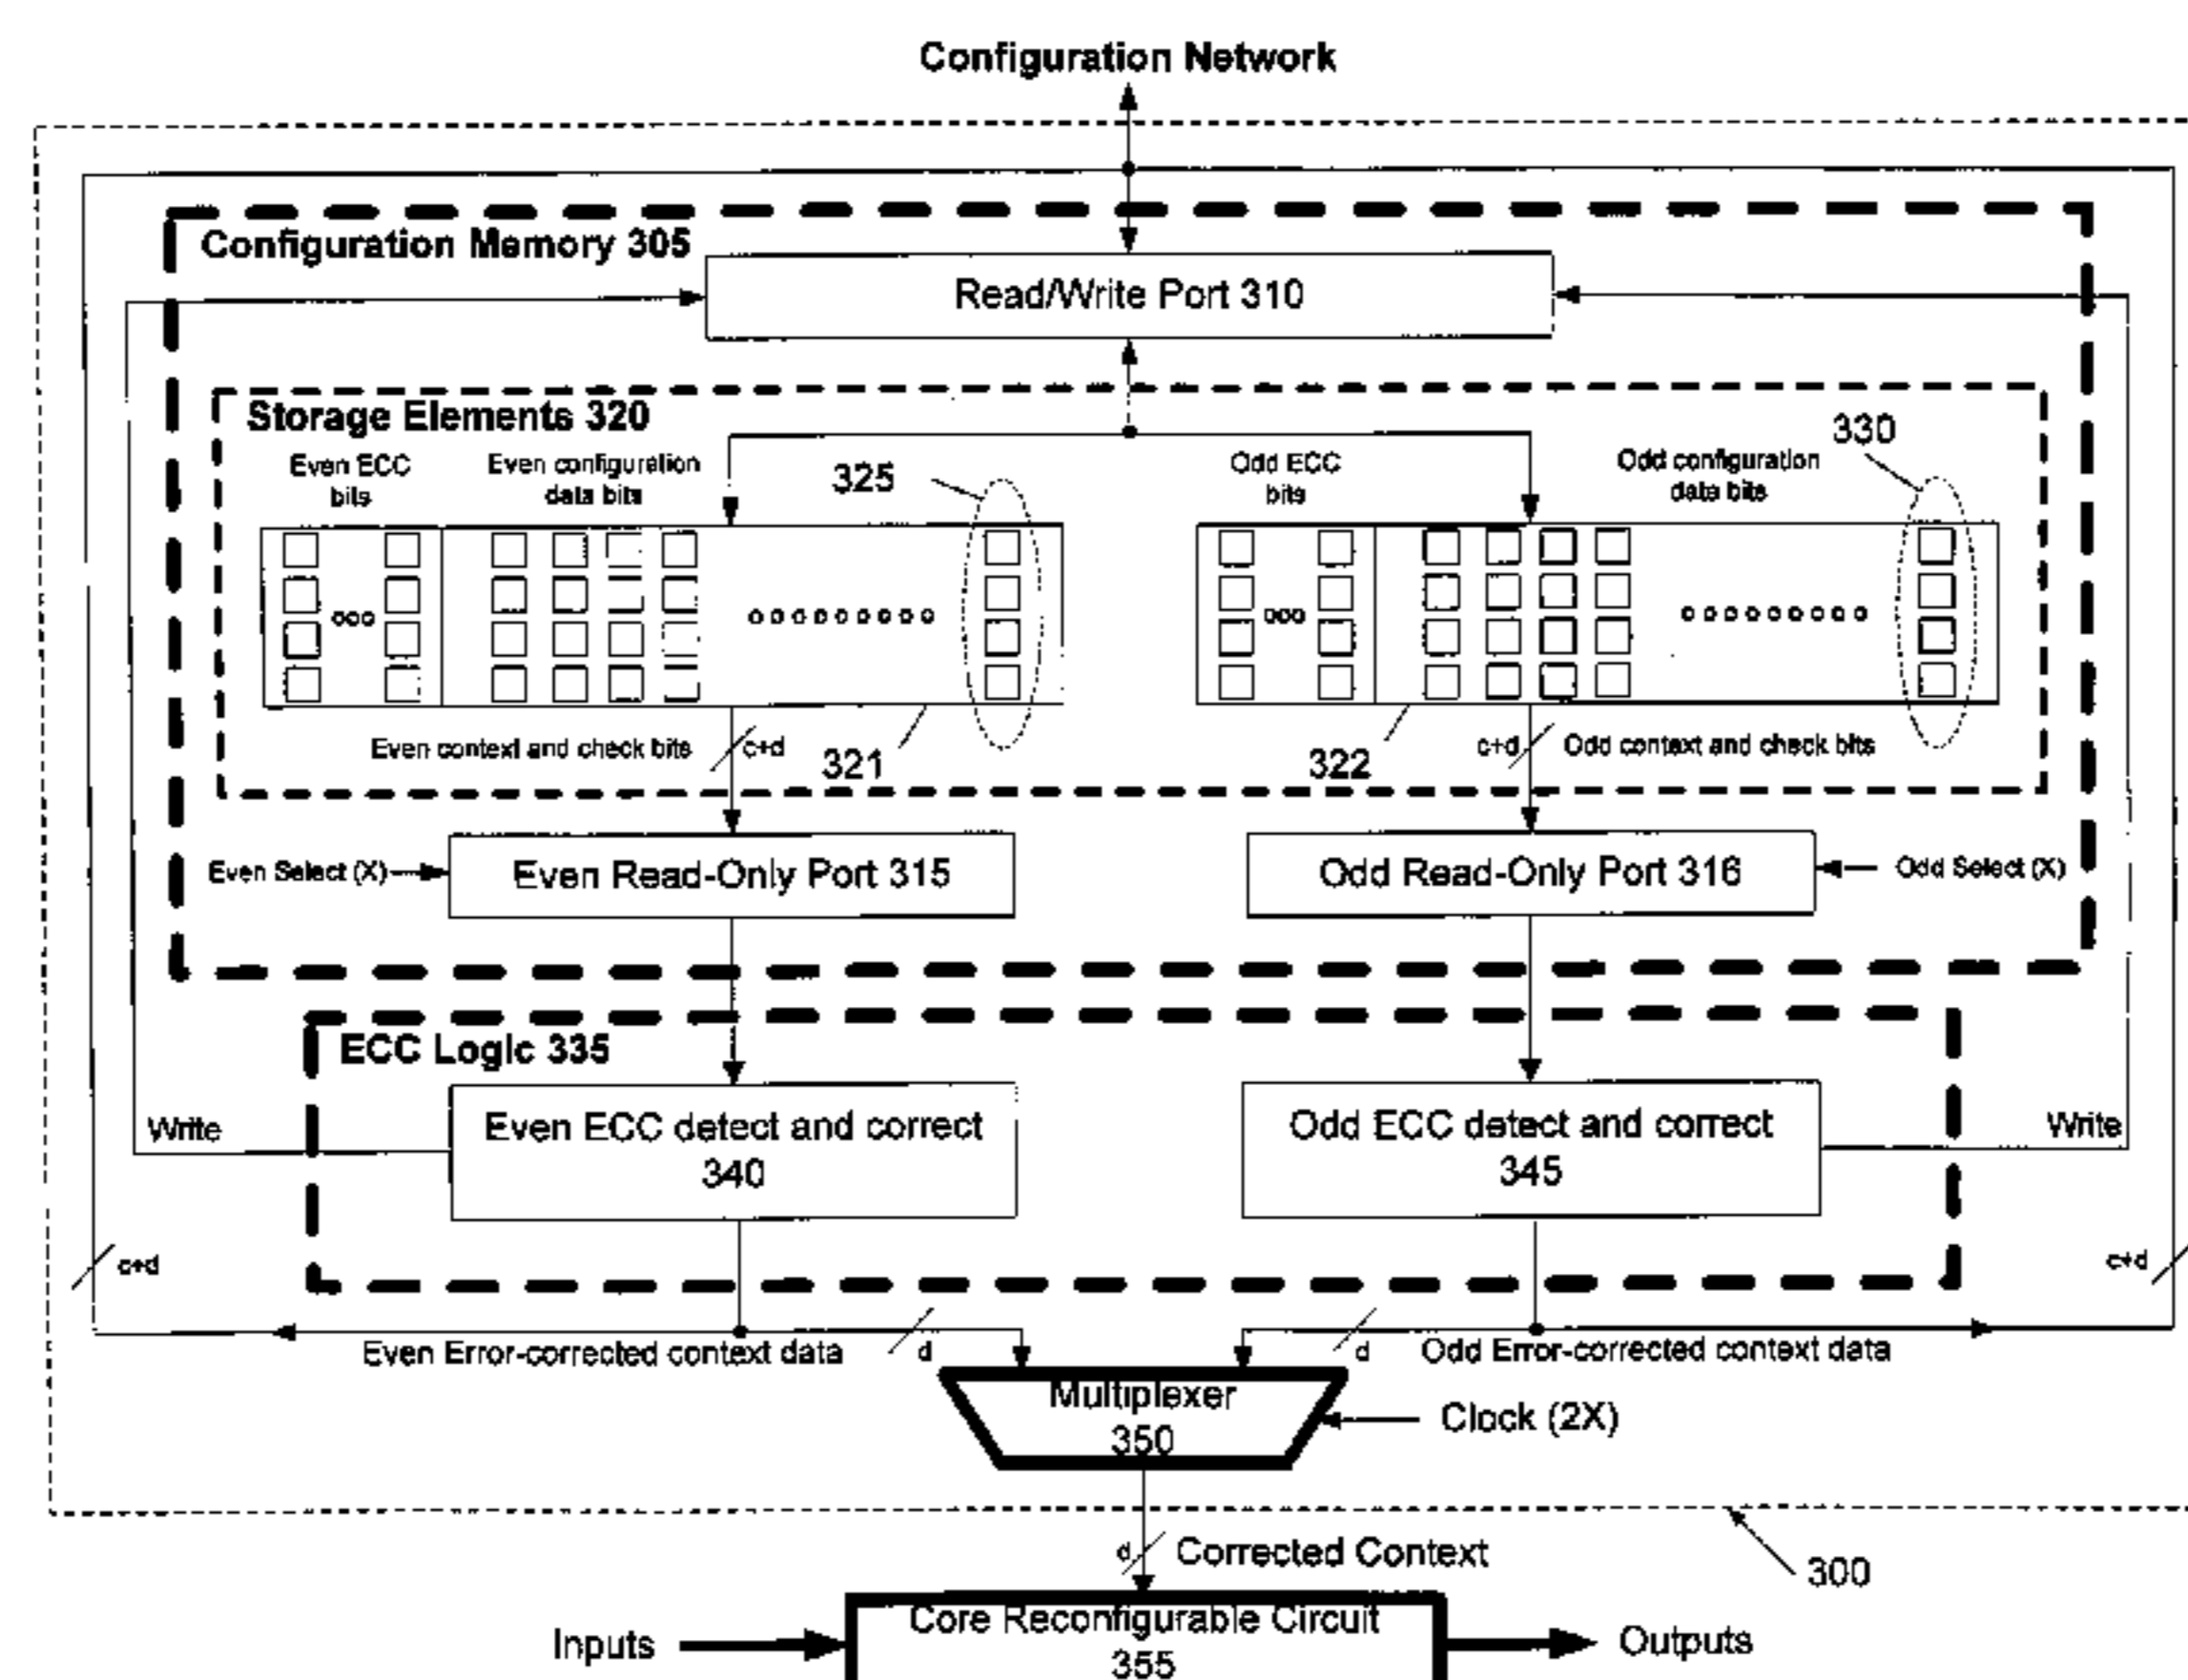 Configuration Network
Configuration Memory 305
Read/Write Port 310
Storage Elements 320
330
Even ECC
bits
Even configuration
data bits
325
Odd ECC
bits
Odd configuration
data bits
Even context and check bits
c+d
321
322
c+d
Odd context and check bits
Even Select (X)
Even Read-Only Port 315
Odd Read-Only Port 316
Odd Select (X)
ECC Logic 335
Write
Even ECC detect and correct
340
Odd ECC detect and correct
345
Write
c+d
c+d
Even Error-corrected context data
d
d
Odd Error-corrected context data
Multiplexer
350
Clock (2X)
d
Corrected Context
300
Inputs
Core Reconfigurable Circuit
355
Outputs